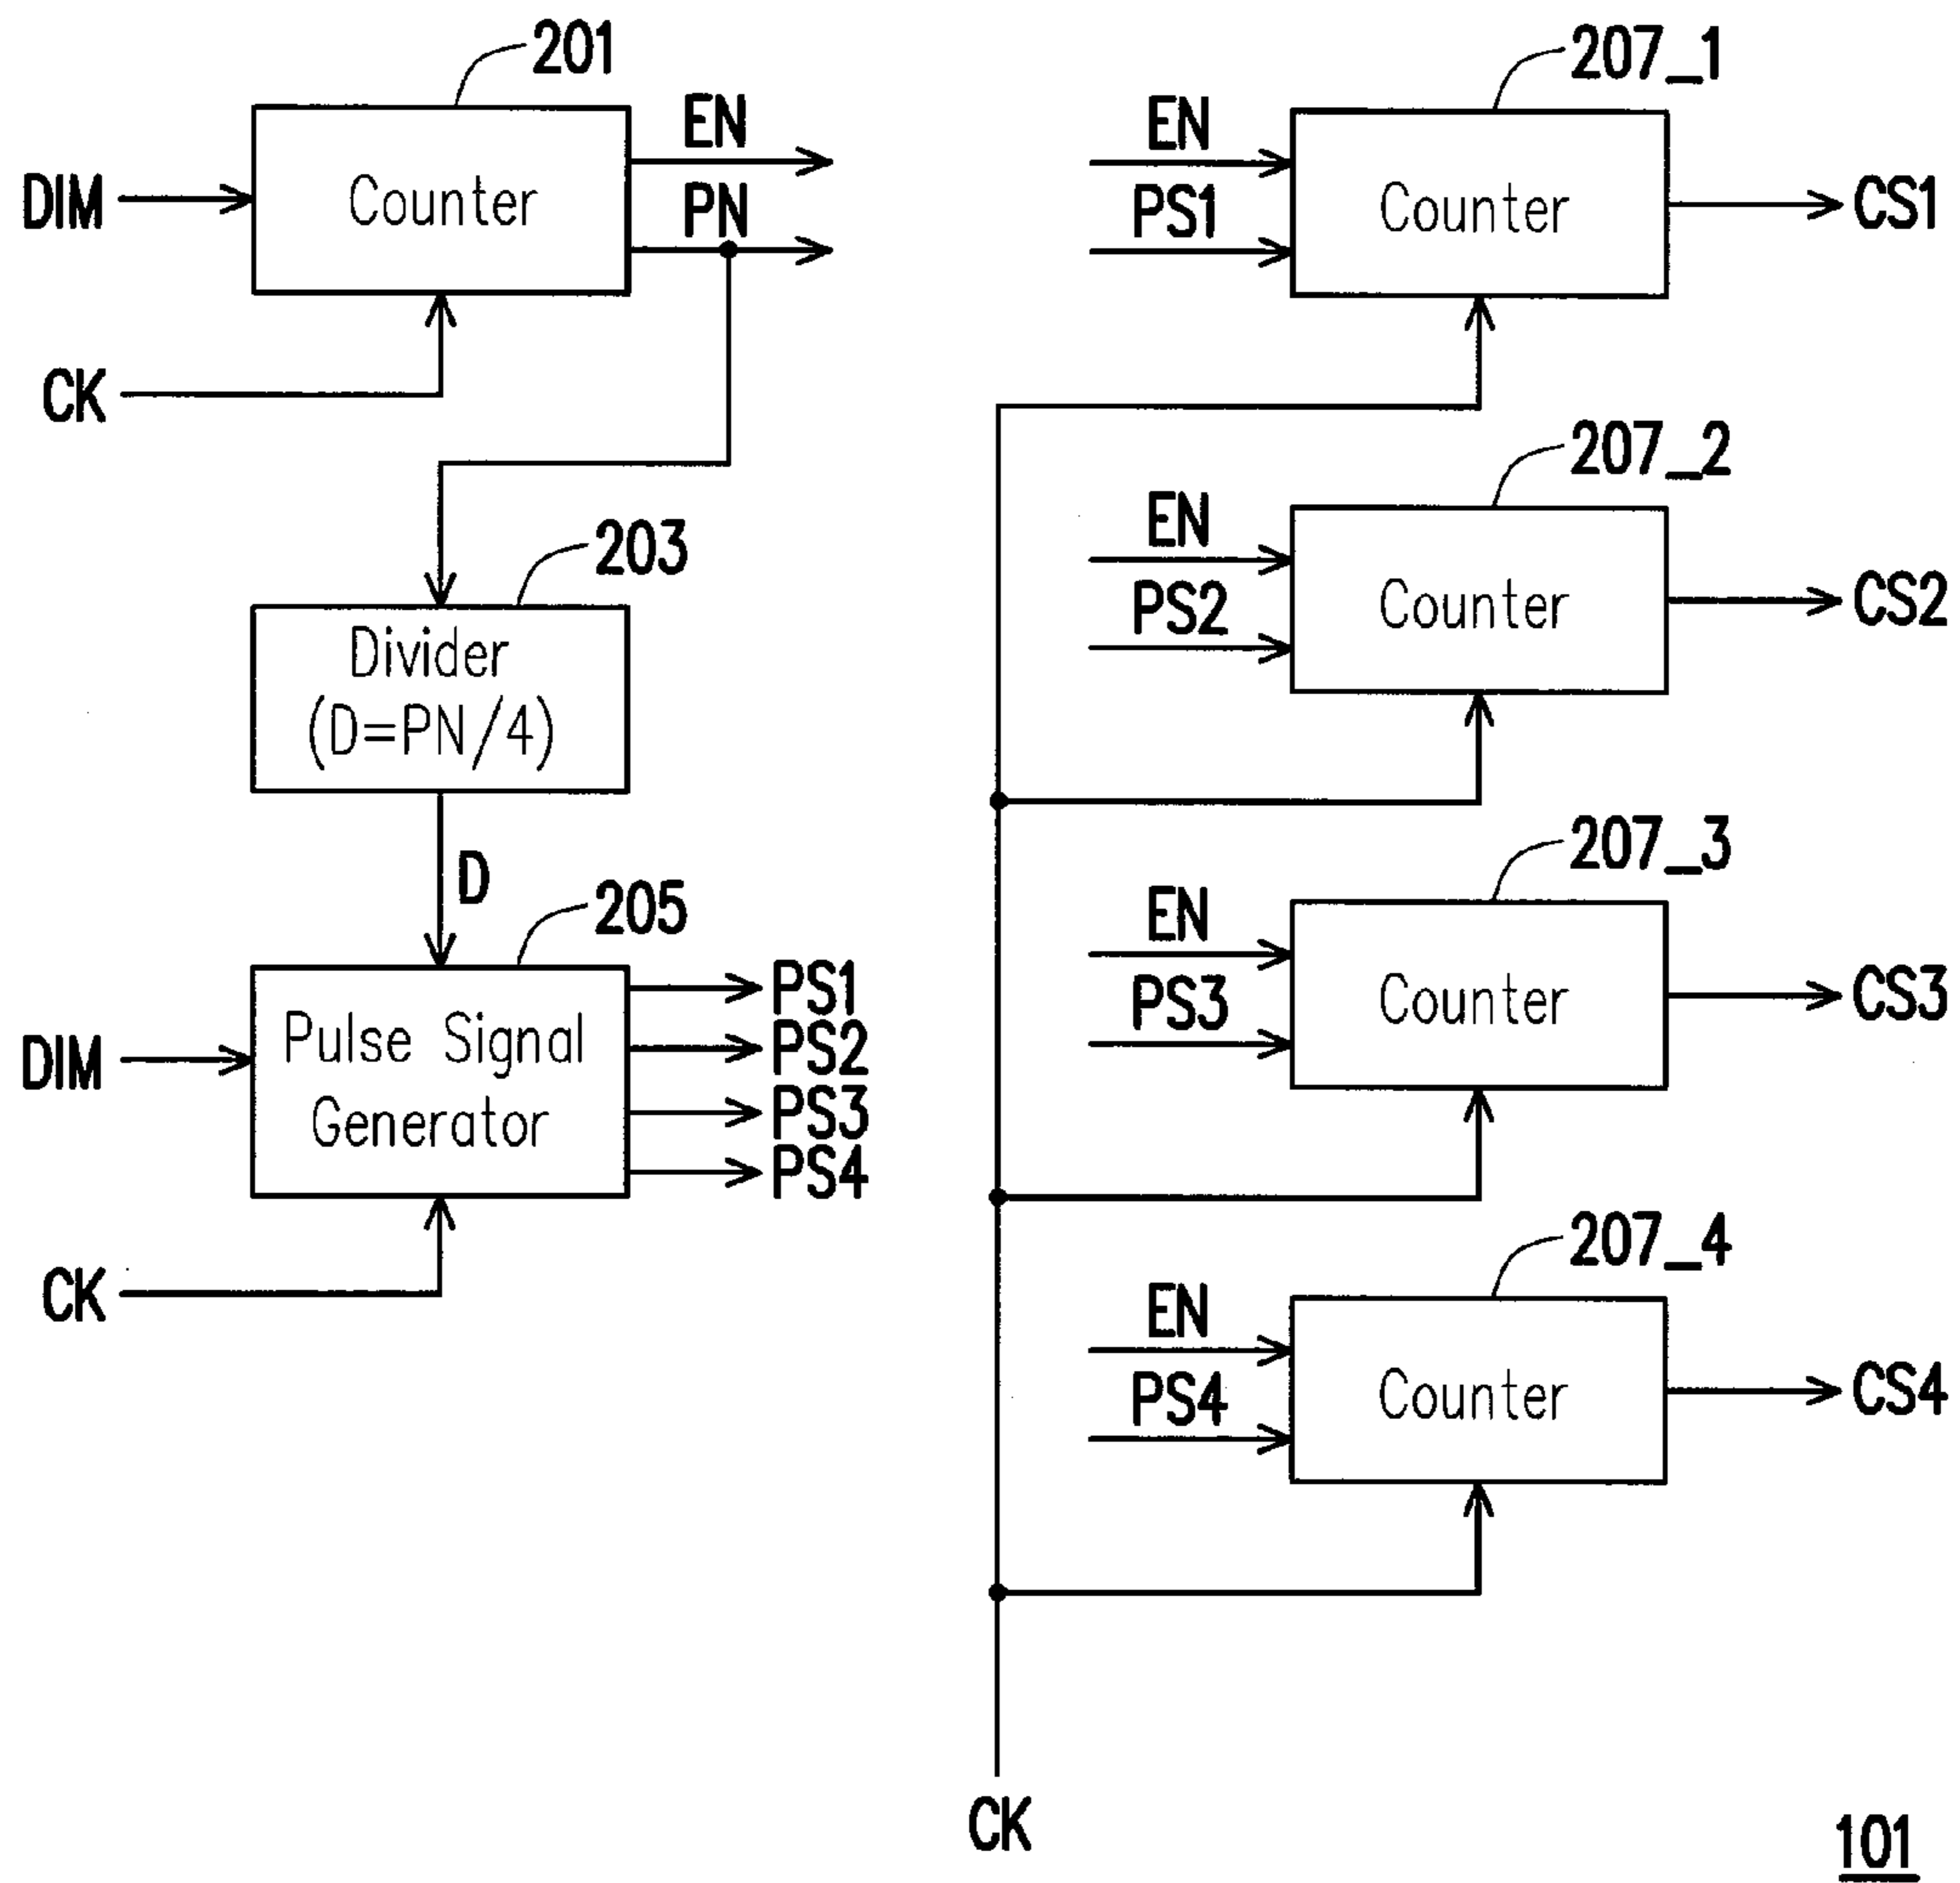 201
EN
DIM
Counter
PN
CK
203
Divider
(D=PN/4)
D
205
PS1
DIM
Pulse Signal
Generator
PS2
PS3
PS4
CK
207_1
EN
PS1
Counter
CS1
207_2
EN
PS2
Counter
CS2
207_3
EN
PS3
Counter
CS3
207_4
EN
PS4
Counter
CS4
CK
101